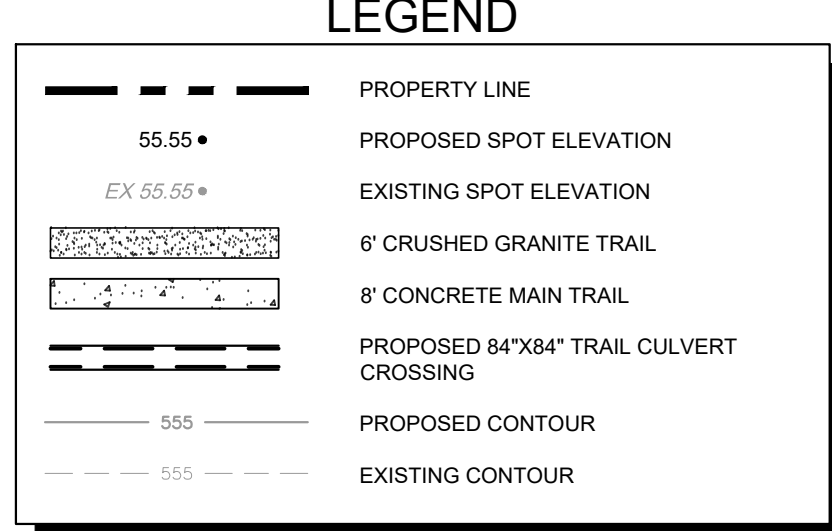 LEGEND
PROPERTY LINE
55.55 PROPOSED SPOT ELEVATION
EX 55.55 EXISTING SPOT ELEVATION
6' CRUSHED GRANITE TRAIL
8' CONCRETE MAIN TRAIL
PROPOSED 84"X84" TRAIL CULVERT
CROSSING
555 PROPOSED CONTOUR
555 EXISTING CONTOUR